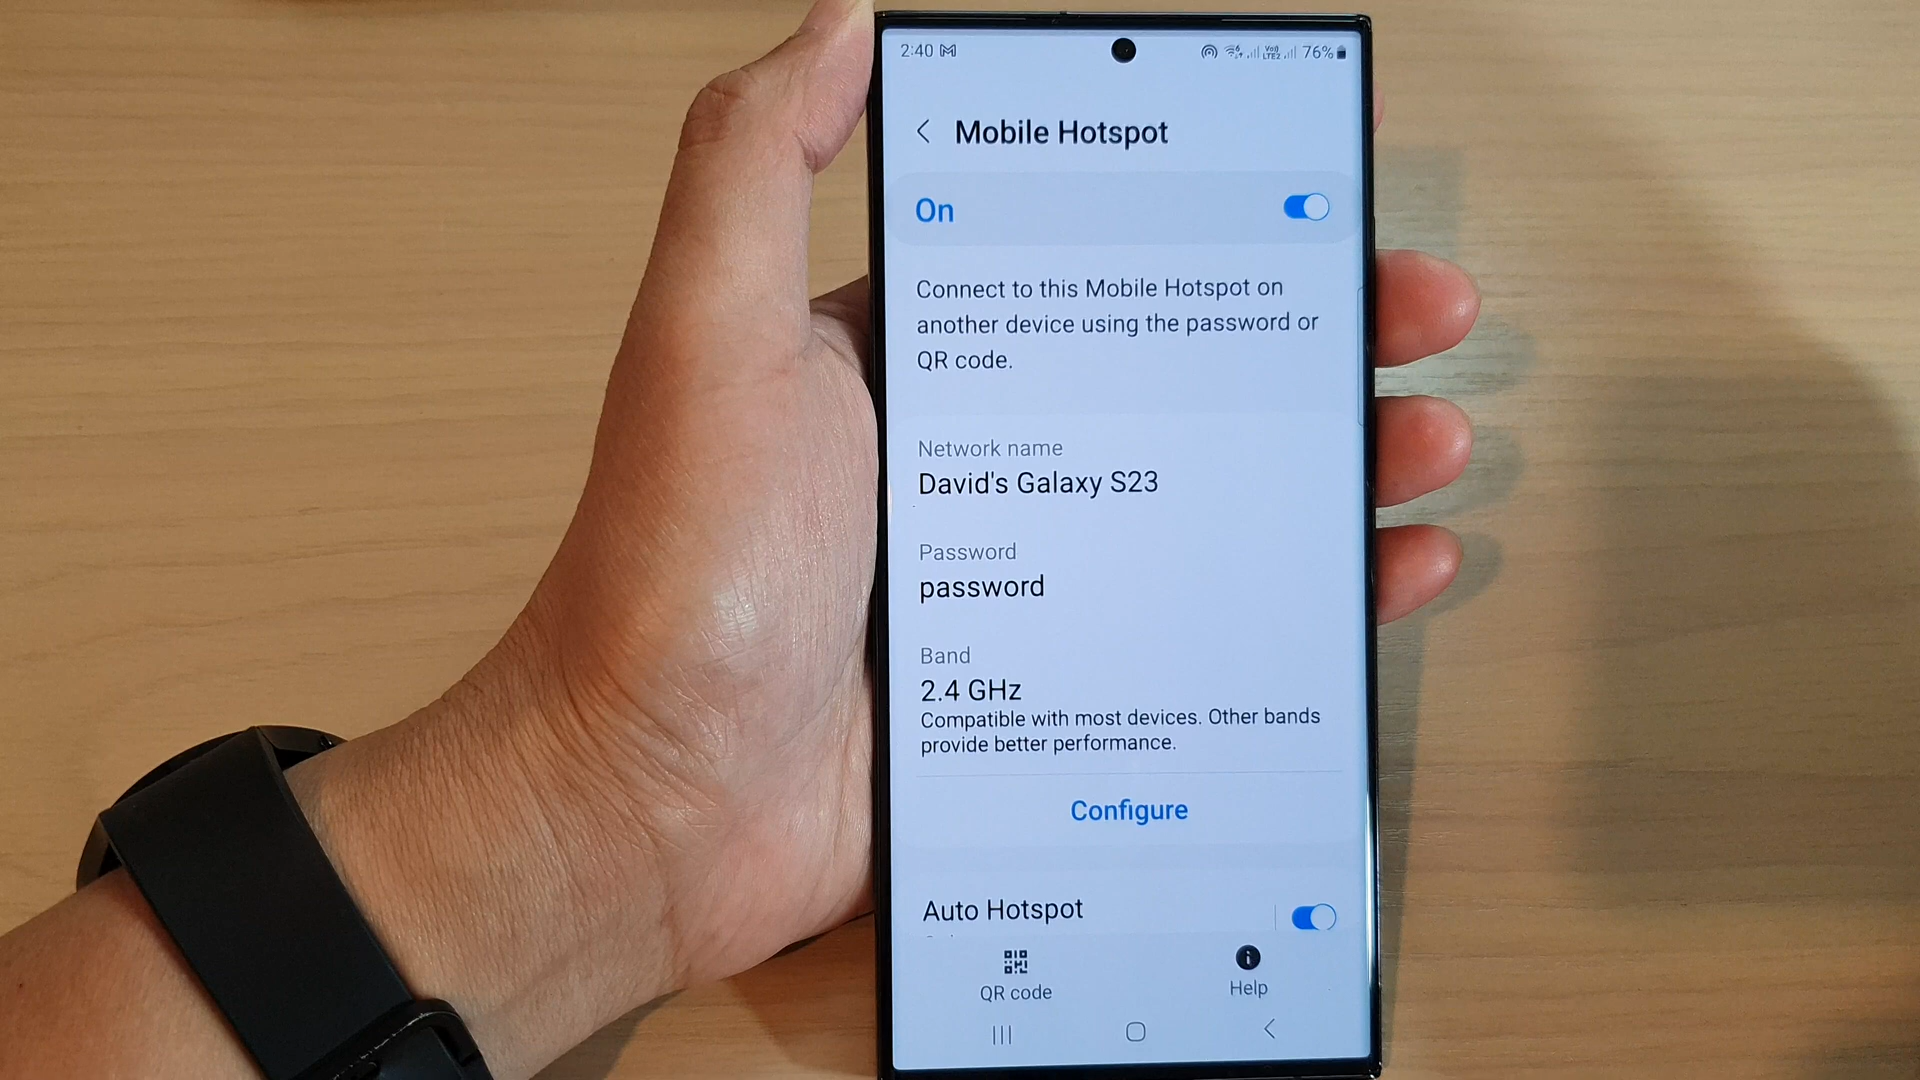 2:40
VoD
LTE2
76%
Mobile Hotspot
On
Connect to this Mobile Hotspot on
another device using the password or
QR code.
Network name
David's Galaxy S23
Password
password
Band
2.4 GHz
Compatible with most devices. Other bands
provide better performance.
Configure
Auto Hotspot
QR code
Help